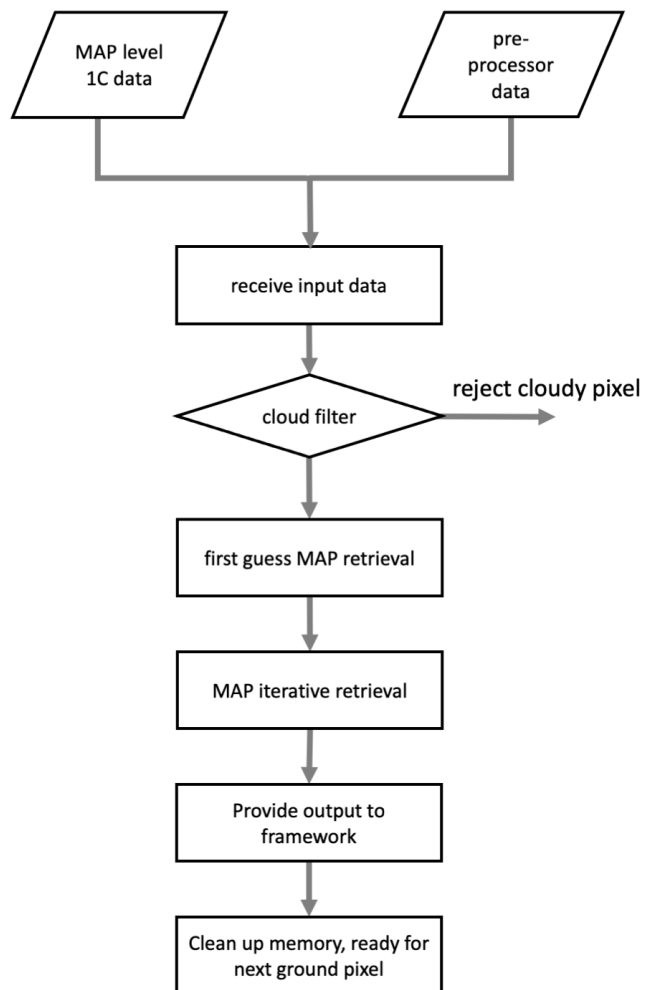 MAP level
1C data
pre-
processor
data
receive input data
cloud filter
reject cloudy pixel
first guess MAP retrieval
MAP iterative retrieval
Provide output to
framework
Clean up memory, ready for
next ground pixel